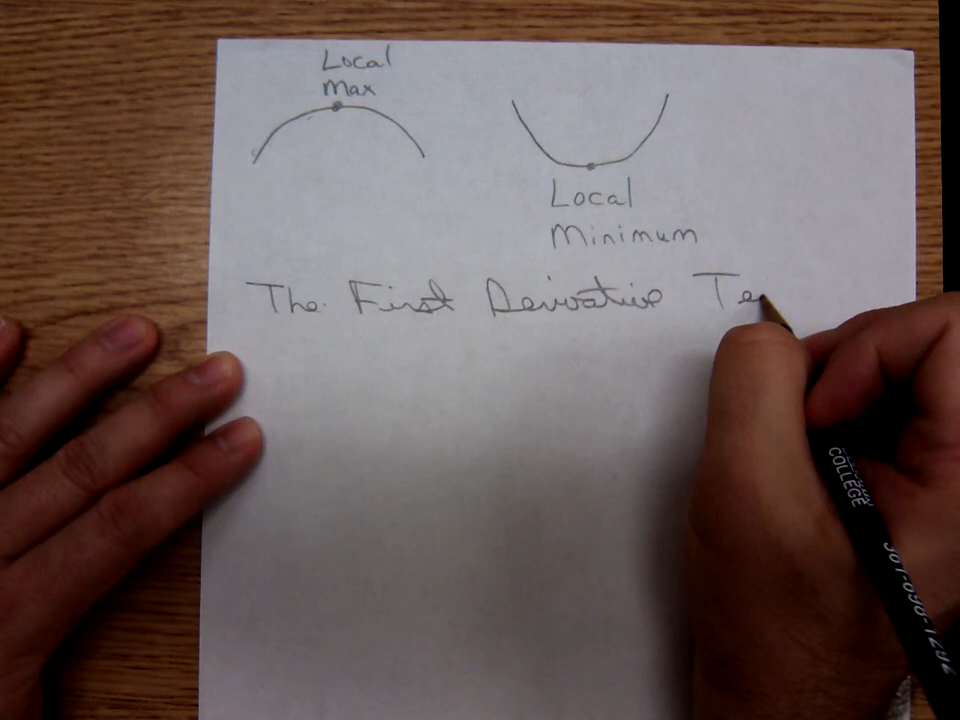 Local
Max
Local
Minimum
The First Derivative Te
COLLEGE